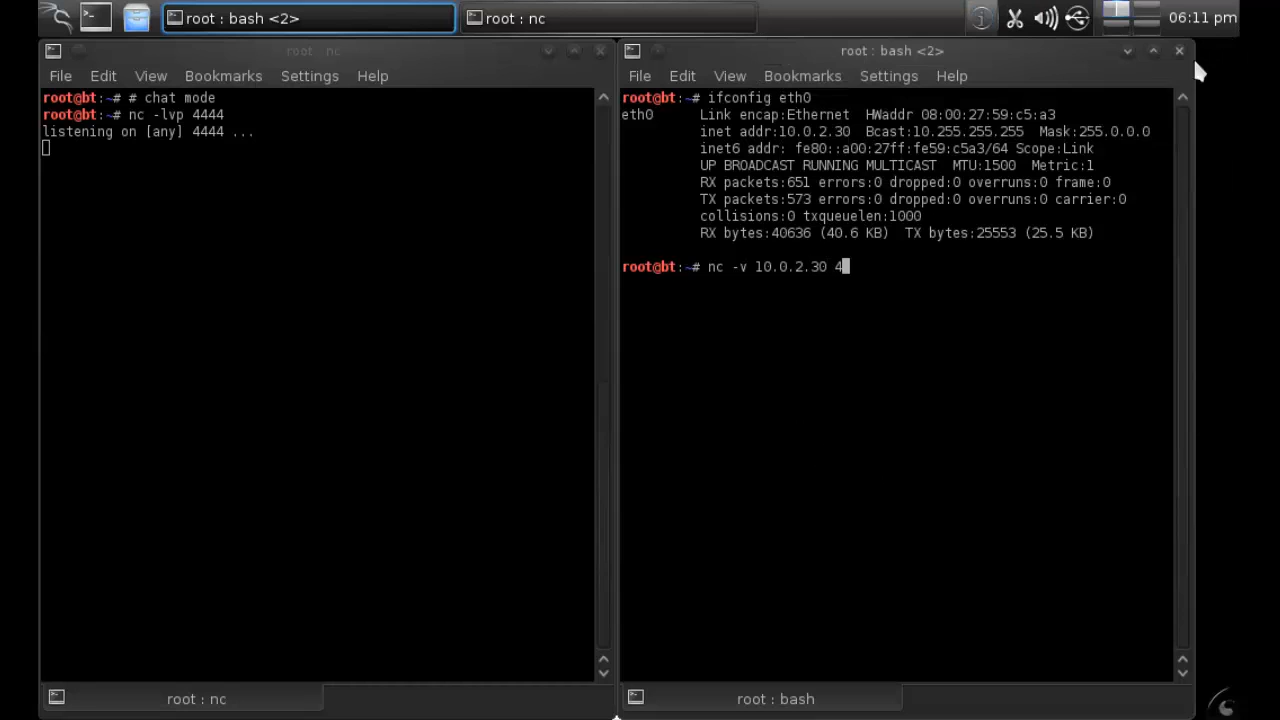 root : bash <2>
root : nc
06:11 pm
root : nc
File Edit View Bookmarks Settings Help
root@bt:~# # chat mode
root@bt:~# nc -lvp 4444
listening on [any] 4444 ...
root : nc
root : bash <2>
File Edit View Bookmarks Settings Help
root@bt:~# ifconfig eth0
eth0      Link encap:Ethernet  HWaddr 08:00:27:59:c5:a3
          inet addr:10.0.2.30  Bcast:10.255.255.255  Mask:255.0.0.0
          inet6 addr: fe80::a00:27ff:fe59:c5a3/64 Scope:Link
          UP BROADCAST RUNNING MULTICAST  MTU:1500  Metric:1
          RX packets:651 errors:0 dropped:0 overruns:0 frame:0
          TX packets:573 errors:0 dropped:0 overruns:0 carrier:0
          collisions:0 txqueuelen:1000
          RX bytes:40636 (40.6 KB)  TX bytes:25553 (25.5 KB)
root@bt:~# nc -v 10.0.2.30 4
root : bash